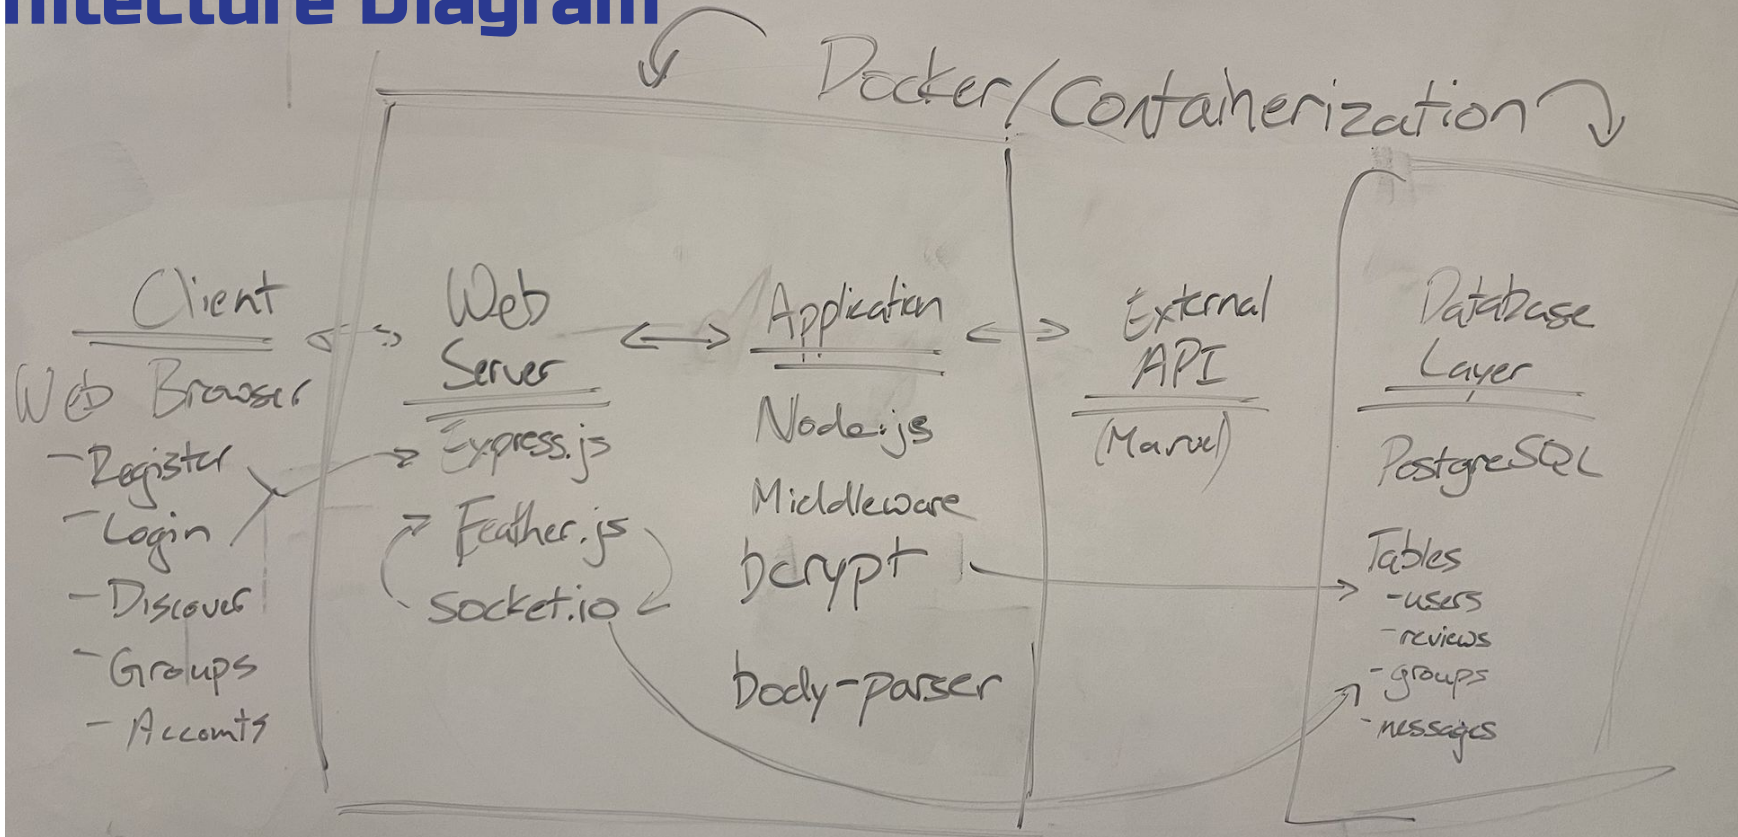 hitecture Diagram
Docker/Containerization
Client
Web Browser
- Register
- Login
- Discover
- Groups
- Accounts
Web
Server
Express.js
Feather.js
Socket.io
Application
Node.js
Middleware
bcrypt
body-parser
External
API
(Marvel)
Database
Layer
PostgreSQL
Tables
- users
- reviews
- groups
- messages